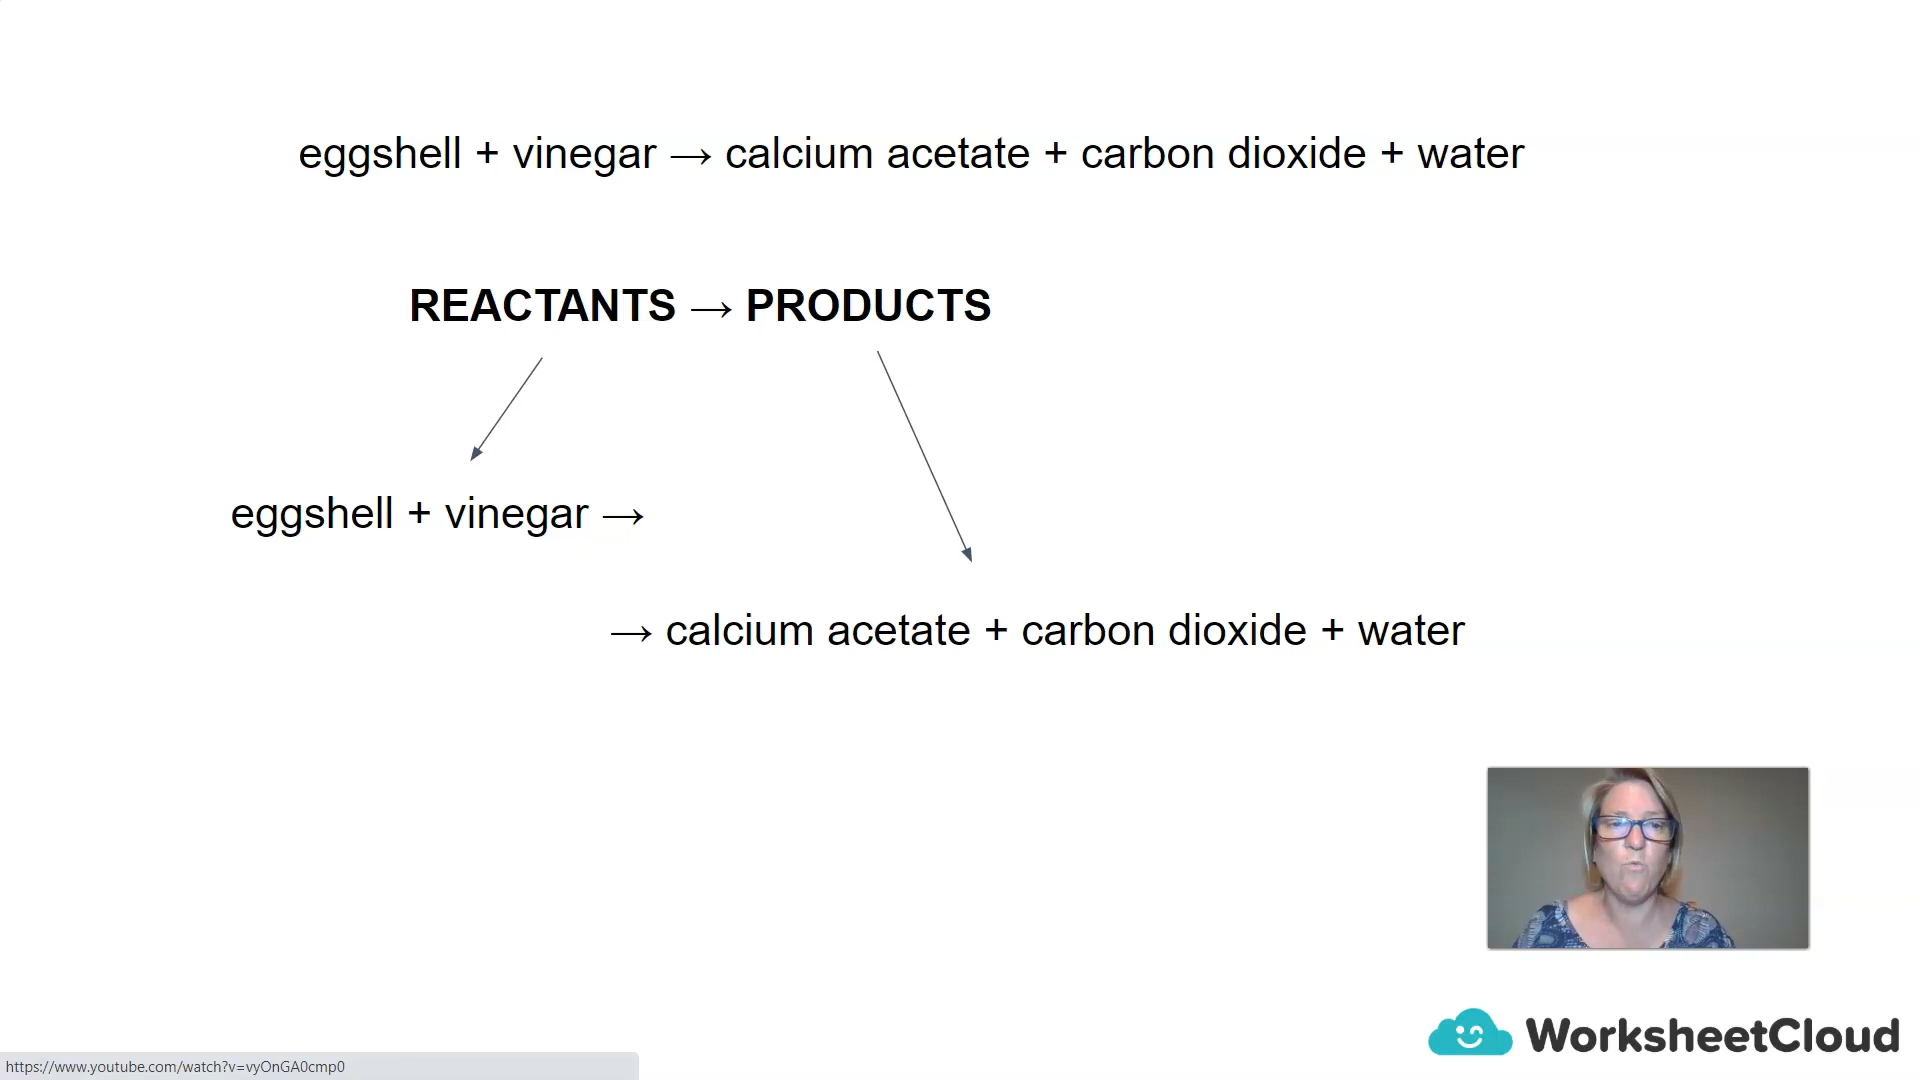 eggshell + vinegar → calcium acetate + carbon dioxide + water
REACTANTS → PRODUCTS
eggshell + vinegar →
→ calcium acetate + carbon dioxide + water
WorksheetCloud
https://www.youtube.com/watch?v=vyOnGA0cmp0